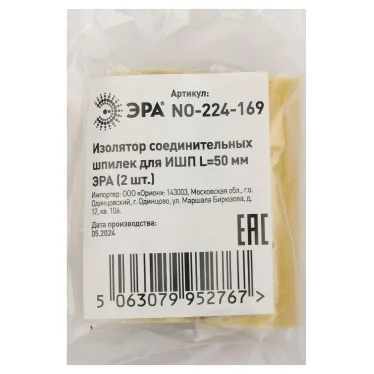 Артикул:
ЭРА® NO-224-169
Изолятор соединительных
шпилек для ИШП L=50 мм
ЭРА (2 шт.)
Импортер: ООО «Орион»: 143003, Московская обл., г.о.
Одинцовский, г. Одинцово, ул. Маршала Бирюзова, д.
12, кв. 106.
Дата производства:
05.2024
EAC
5 063079 952767 >